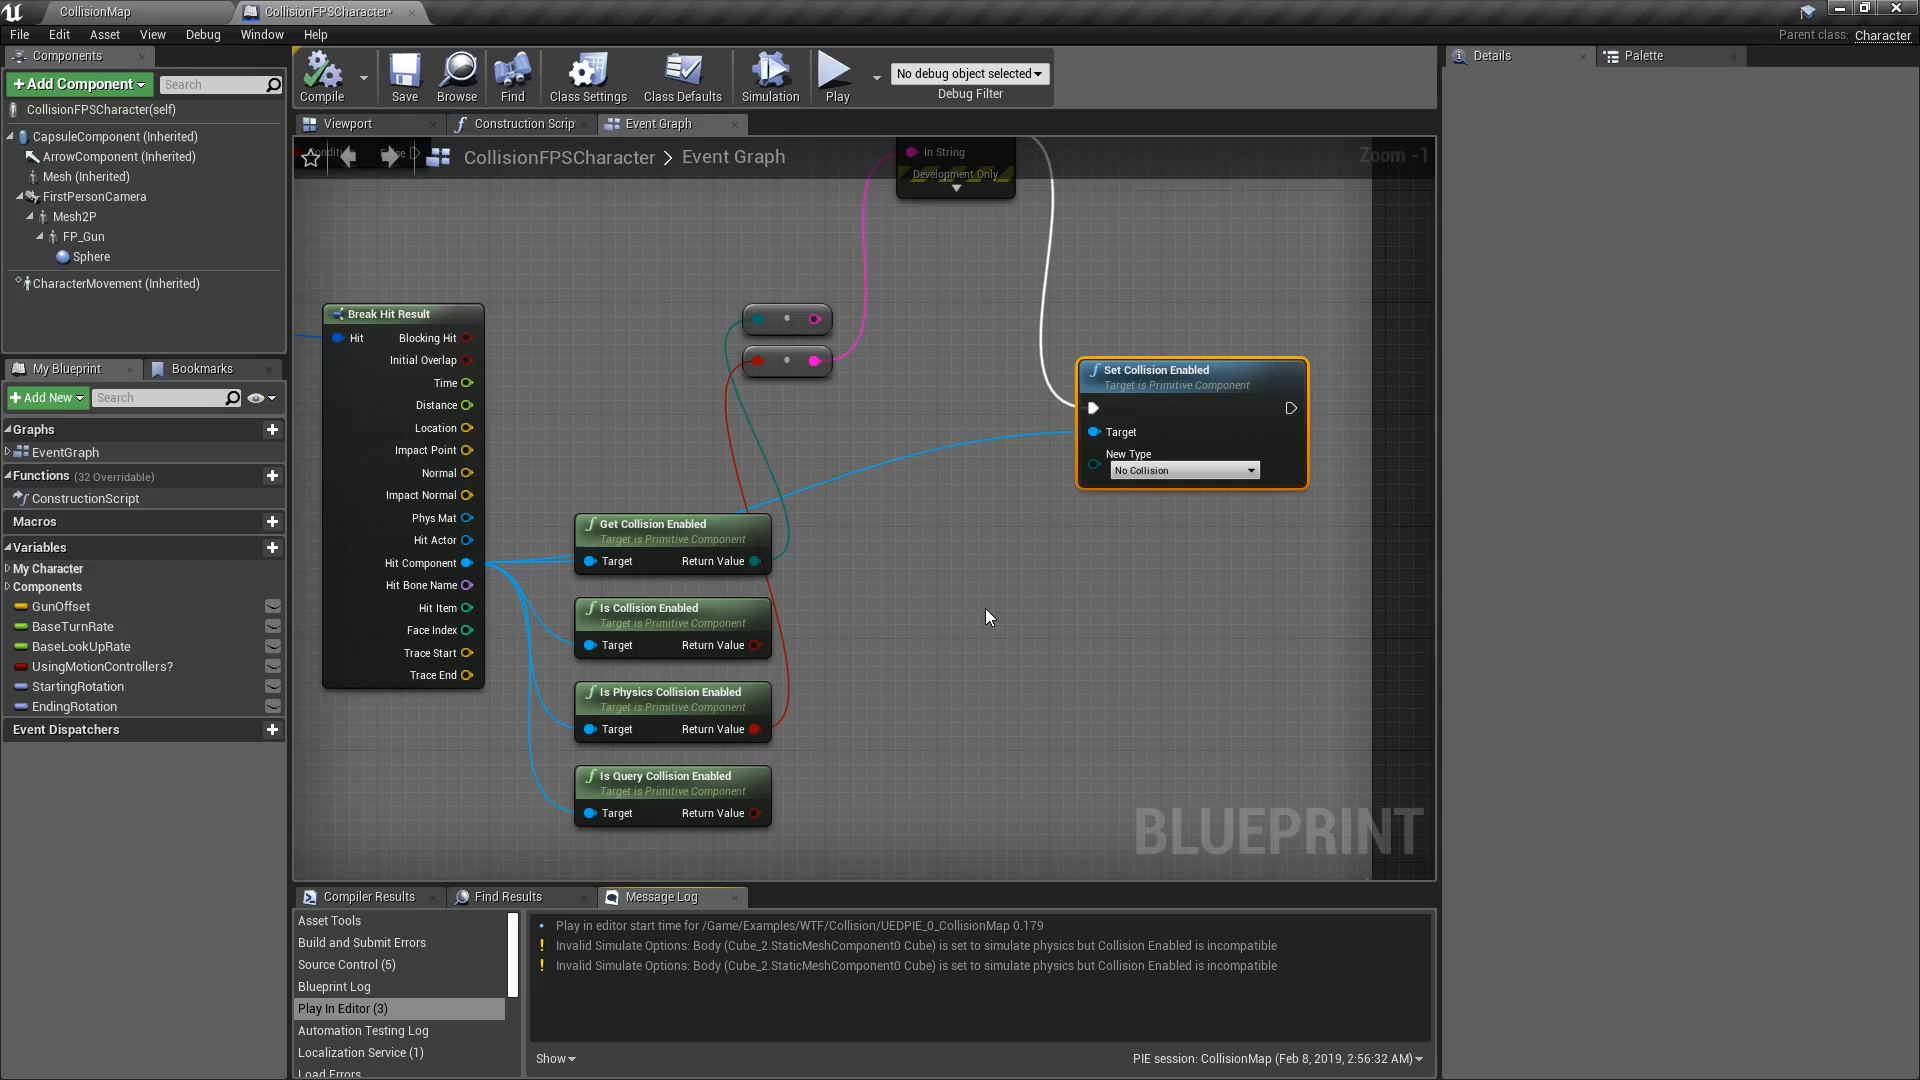 CollisionMap
CollisionFPSCharacter*
File Edit Asset View Debug Window Help
Parent class: Character
Components
+Add Component
Search
CollisionFPSCharacter(self)
CapsuleComponent (Inherited)
ArrowComponent (Inherited)
Mesh (Inherited)
FirstPersonCamera
Mesh2P
FP_Gun
Sphere
CharacterMovement (Inherited)
My Blueprint
Bookmarks
+Add New
Search
Graphs
EventGraph
Functions (32 Overridable)
ConstructionScript
Macros
Variables
My Character
Components
GunOffset
BaseTurnRate
BaseLookUpRate
UsingMotionControllers?
StartingRotation
EndingRotation
Event Dispatchers
Compile
Save
Browse
Find
Class Settings
Class Defaults
Simulation
Play
No debug object selected
Debug Filter
Viewport
Construction Scrip
Event Graph
CollisionFPSCharacter > Event Graph
Zoom -1
In String
Development Only
Break Hit Result
Hit
Blocking Hit
Initial Overlap
Time
Distance
Location
Impact Point
Normal
Impact Normal
Phys Mat
Hit Actor
Hit Component
Hit Bone Name
Hit Item
Face Index
Trace Start
Trace End
Get Collision Enabled
Target is Primitive Component
Target
Return Value
Is Collision Enabled
Target is Primitive Component
Target
Return Value
Is Physics Collision Enabled
Target is Primitive Component
Target
Return Value
Is Query Collision Enabled
Target is Primitive Component
Target
Return Value
Set Collision Enabled
Target is Primitive Component
Target
New Type
No Collision
BLUEPRINT
Compiler Results
Find Results
Message Log
Asset Tools
Build and Submit Errors
Source Control (5)
Blueprint Log
Play In Editor (3)
Automation Testing Log
Localization Service (1)
Load Errors
Play in editor start time for /Game/Examples/WTF/Collision/UEDPIE_0_CollisionMap 0.179
Invalid Simulate Options: Body (Cube_2.StaticMeshComponent0 Cube) is set to simulate physics but Collision Enabled is incompatible
Invalid Simulate Options: Body (Cube_2.StaticMeshComponent0 Cube) is set to simulate physics but Collision Enabled is incompatible
Show
PIE session: CollisionMap (Feb 8, 2019, 2:56:32 AM)
Details
Palette